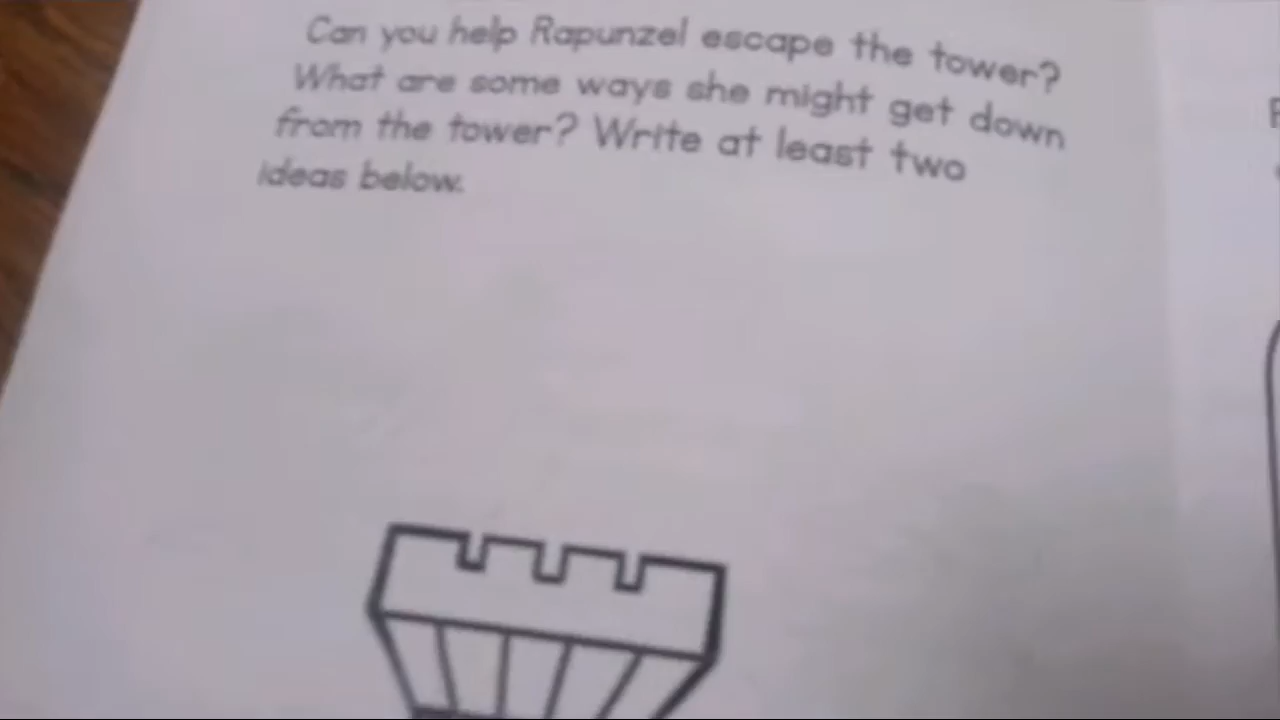 Can you help Rapunzel escape the tower?
What are some ways she might get down
from the tower? Write at least two
ideas below.